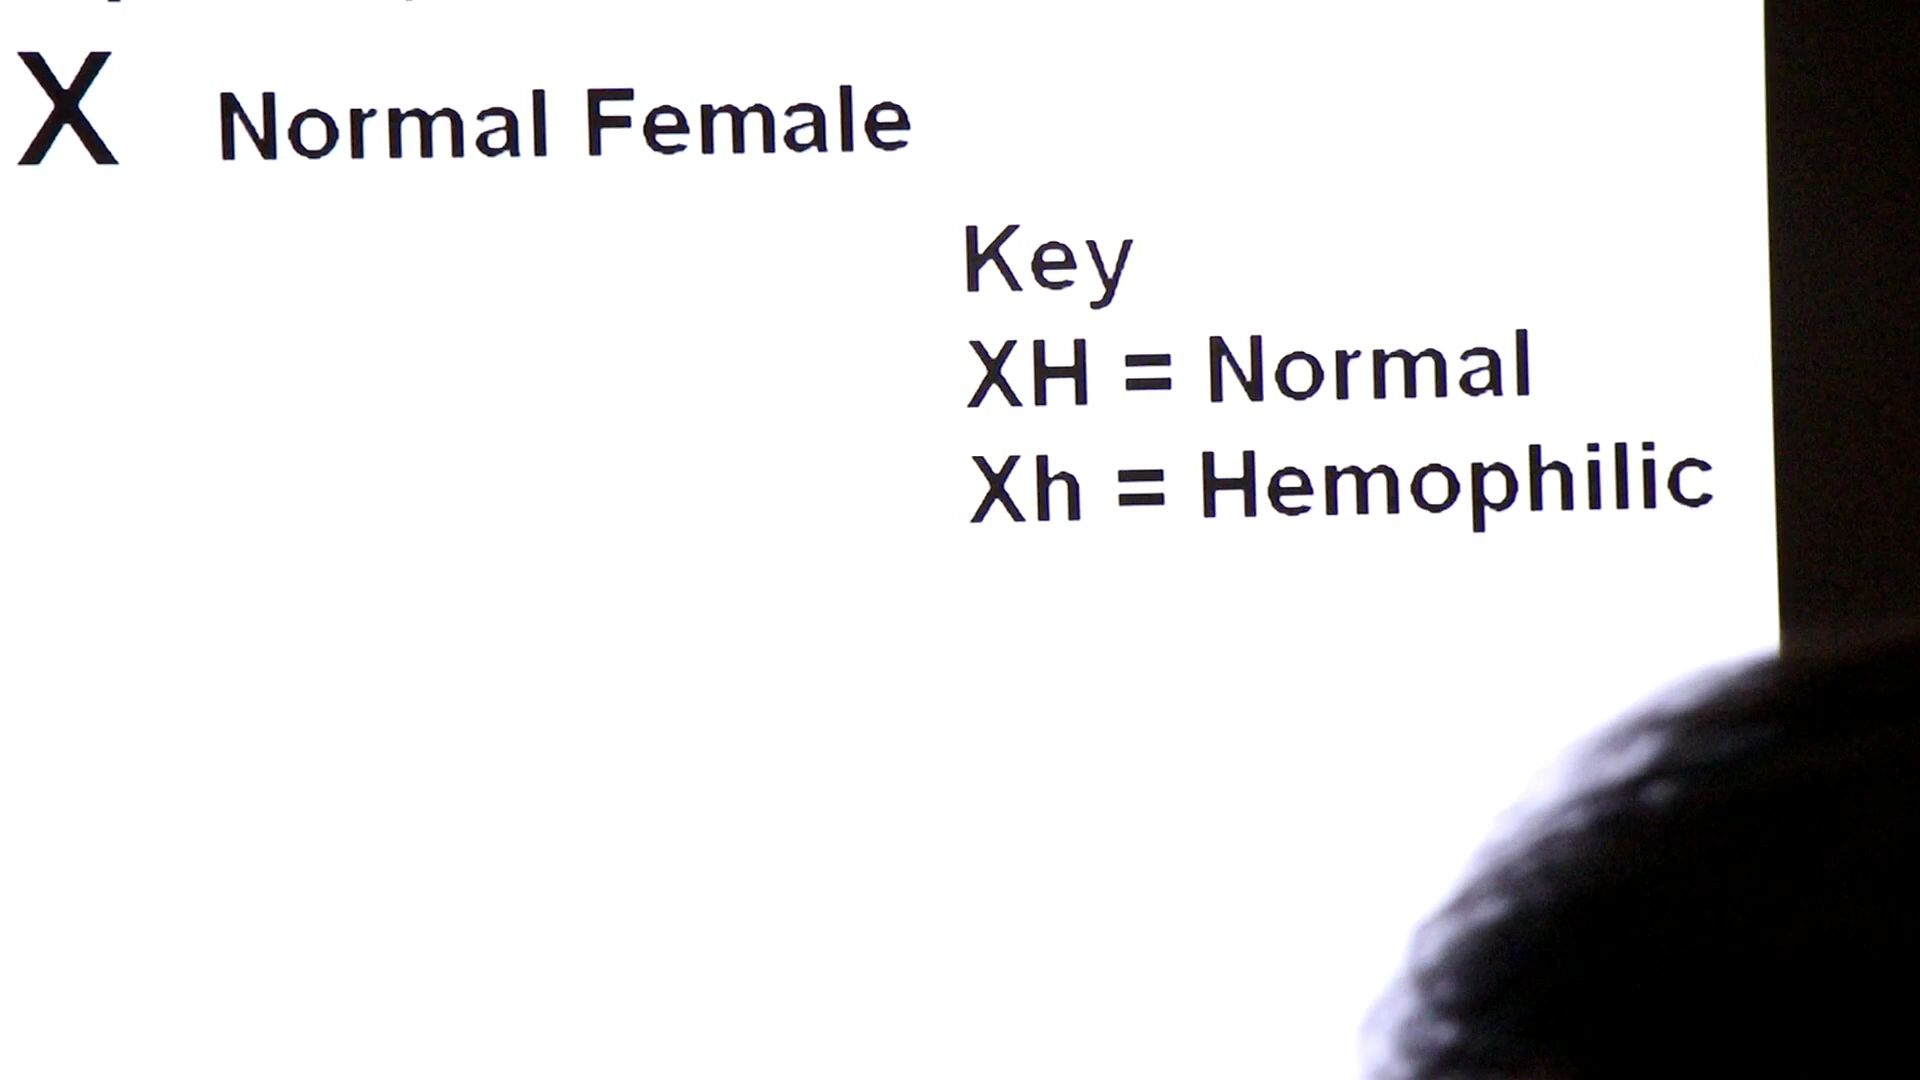 X Normal Female
Key
XH = Normal
Xh = Hemophilic